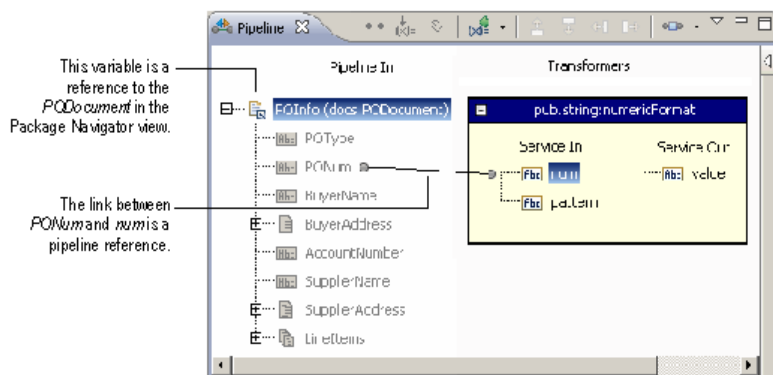 Pipeline
Pipeline In
Transformers
This variable is a
reference to the
PODocument in the
Package Navigator view.
POInfo (docs PODocument)
POType
PONum
BuyerName
BuyerAddress
AccountNumber
SupplierName
SupplierAddress
LineItems
The link between
PONum and num is a
pipeline reference.
pub.string:numericFormat
Service In
Service Out
num
value
pattern